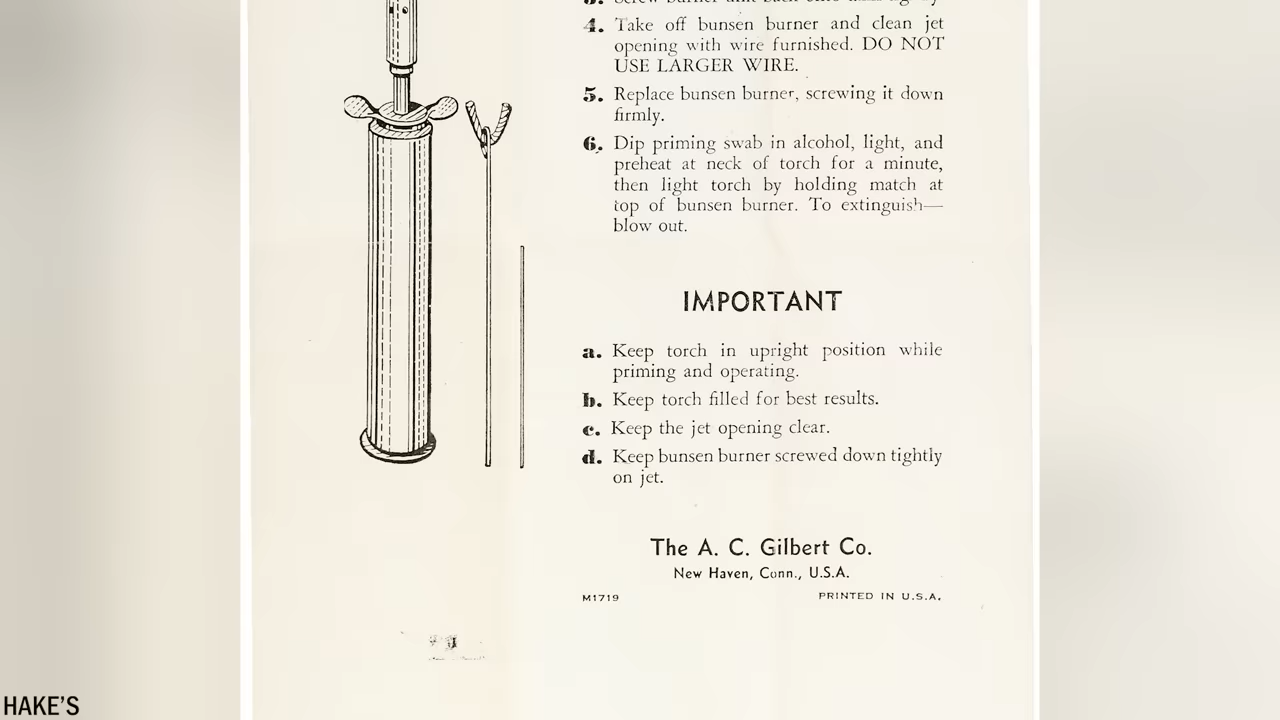 4. Take off bunsen burner and clean jet
opening with wire furnished. DO NOT
USE LARGER WIRE.
5. Replace bunsen burner, screwing it down
firmly.
6. Dip priming swab in alcohol, light, and
preheat at neck of torch for a minute,
then light torch by holding match at
top of bunsen burner. To extinguish—
blow out.
IMPORTANT
a. Keep torch in upright position while
priming and operating.
b. Keep torch filled for best results.
c. Keep the jet opening clear.
d. Keep bunsen burner screwed down tightly
on jet.
The A. C. Gilbert Co.
New Haven, Conn., U.S.A.
M1719 PRINTED IN U.S.A.
HAKE'S